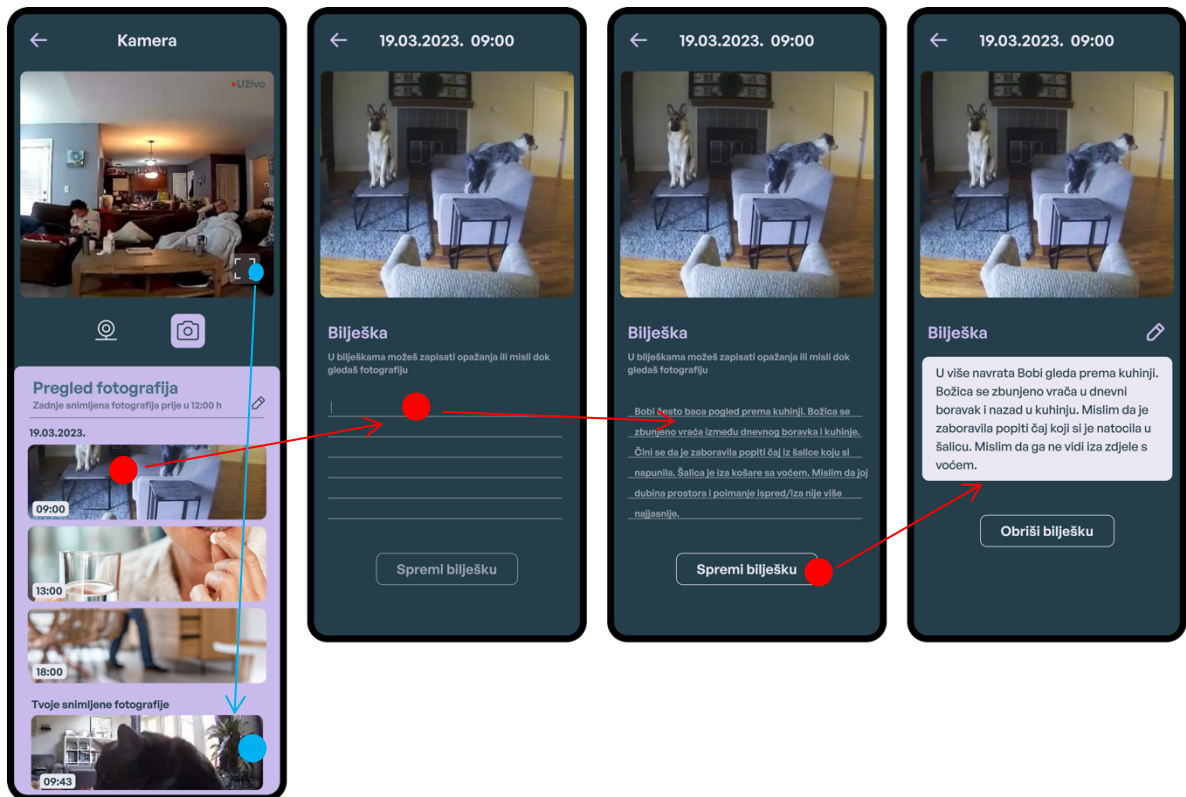 Kamera
Uživo
Pregled fotografija
Zadnje snimljena fotografija prije u 12:00 h
19.03.2023.
09:00
13:00
18:00
Tvoje snimljene fotografije
09:43
19.03.2023. 09:00
Bilješka
U bilješkama možeš zapisati opažanja ili misli dok
gledaš fotografiju
Spremi bilješku
19.03.2023. 09:00
Bilješka
U bilješkama možeš zapisati opažanja ili misli dok
gledaš fotografiju
Bobi često baca pogled prema kuhinji. Božica se
zbunjeno vraća između dnevnog boravka i kuhinje.
Čini se da je zaboravila popiti čaj iz šalice koju si
napunila. Šalica je iza košare sa voćem. Mislim da joj
dubina prostora i poimanje ispred/iza nije više
najjasnije.
Spremi bilješku
19.03.2023. 09:00
Bilješka
U više navrata Bobi gleda prema kuhinji.
Božica se zbunjeno vrača u dnevni
boravak i nazad u kuhinju. Mislim da je
zaboravila popiti čaj koji si je natocila u
šalicu. Mislim da ga ne vidi iza zdjele s
voćem.
Obriši bilješku